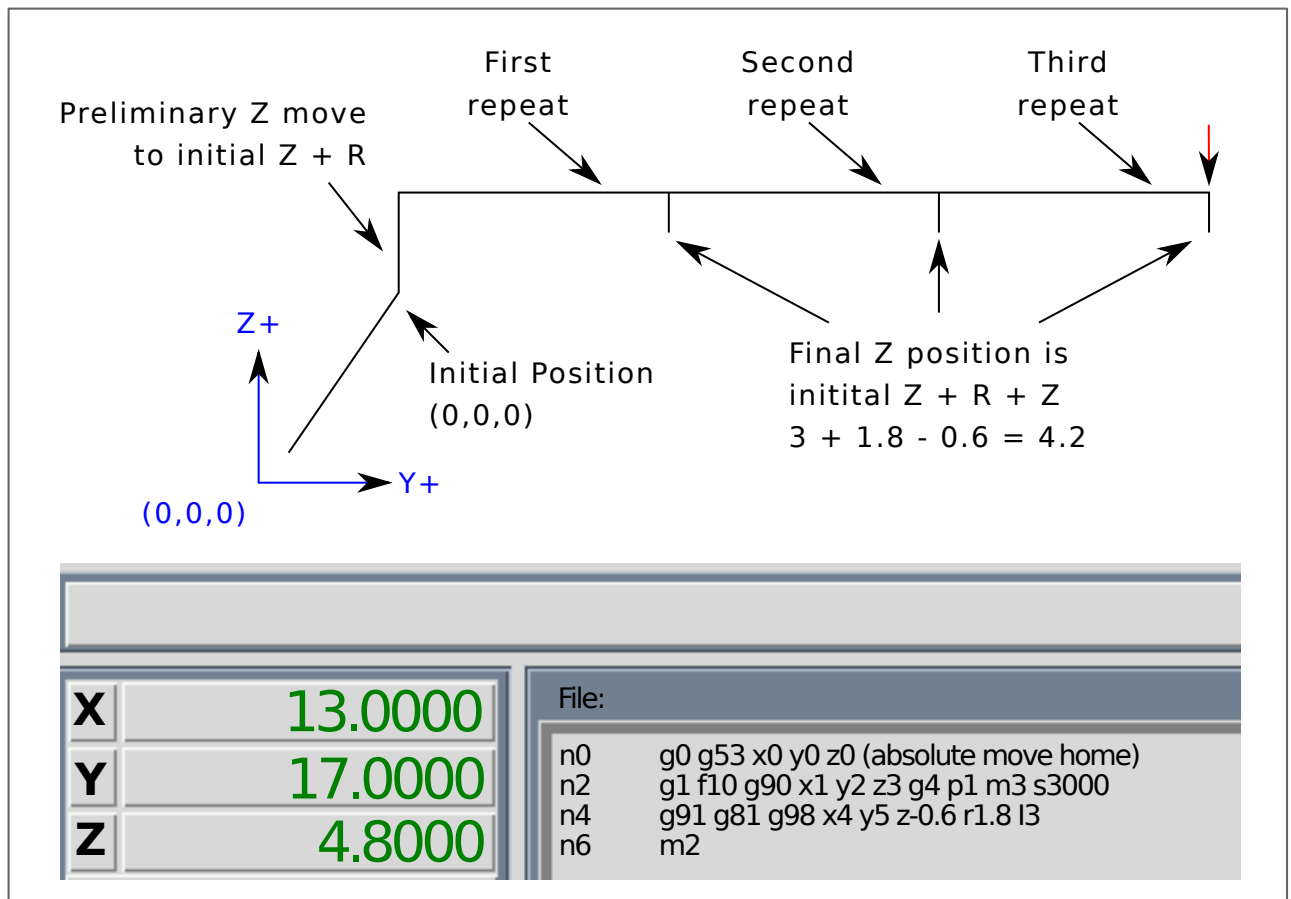 First
repeat
Second
repeat
Third
repeat
Preliminary Z move
to initial Z + R
Z+
Initial Position
(0,0,0)
Final Z position is
initital Z + R + Z
3 + 1.8 - 0.6 = 4.2
Y+
(0,0,0)
X 13.0000
Y 17.0000
Z 4.8000
File:
n0 g0 g53 x0 y0 z0 (absolute move home)
n2 g1 f10 g90 x1 y2 z3 g4 p1 m3 s3000
n4 g91 g81 g98 x4 y5 z-0.6 r1.8 l3
n6 m2